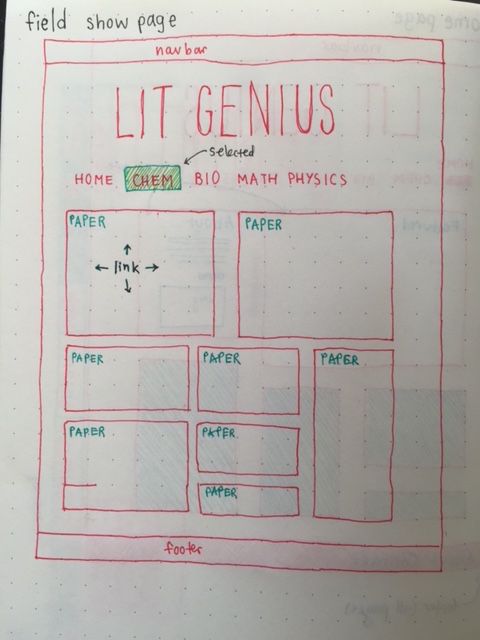 field show page
navbar
LIT GENIUS
selected
HOME CHEM BIO MATH PHYSICS
PAPER
PAPER
link
PAPER
PAPER
PAPER
PAPER
PAPER
PAPER
footer